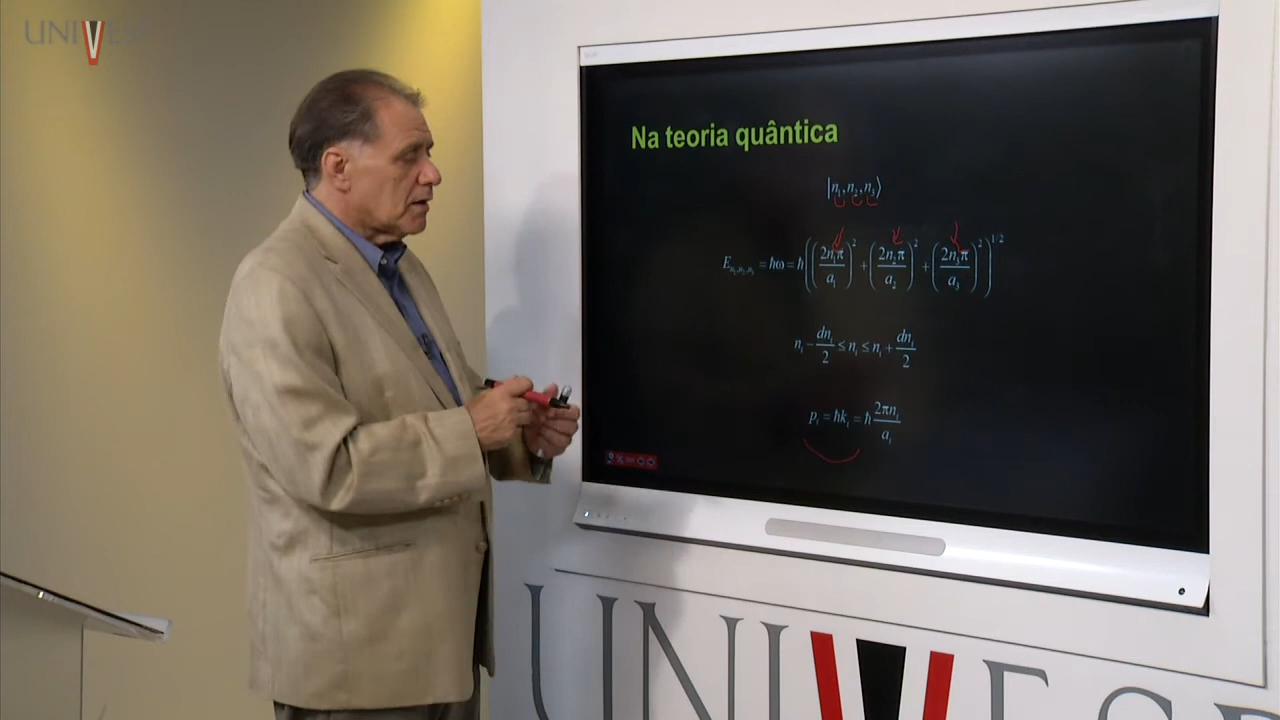 UNIVESP
Na teoria quântica
|n₁,n₂,n₃⟩
E_{n₁,n₂,n₃} = ħω = ħ((2n₁π/a₁)² + (2n₂π/a₂)² + (2n₃π/a₃)²)^{1/2}
nᵢ − dnᵢ/2 ≤ nᵢ ≤ nᵢ + dnᵢ/2
pᵢ = ħkᵢ = ħ 2πnᵢ/aᵢ
UNIVESP